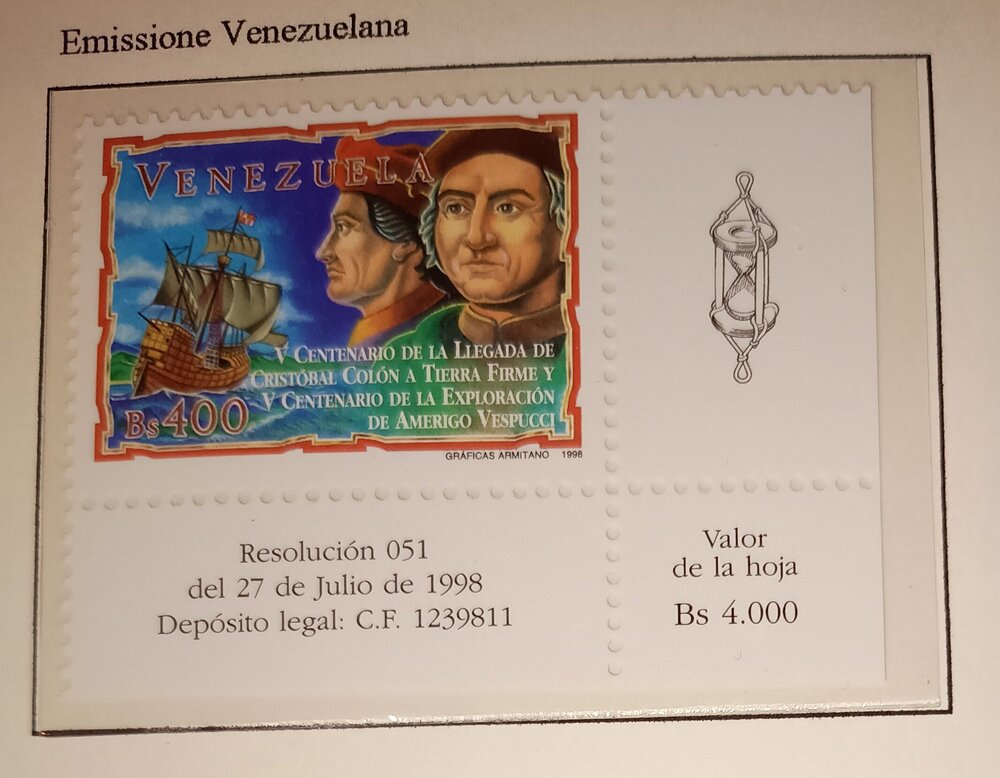 Emissione Venezuelana
VENEZUELA
V CENTENARIO DE LA LLEGADA DE
CRISTÓBAL COLÓN A TIERRA FIRME Y
V CENTENARIO DE LA EXPLORACIÓN
DE AMERIGO VESPUCCI
Bs 400
GRÁFICAS ARMITANO 1998
Resolución 051
del 27 de Julio de 1998
Depósito legal: C.F. 1239811
Valor
de la hoja
Bs 4.000